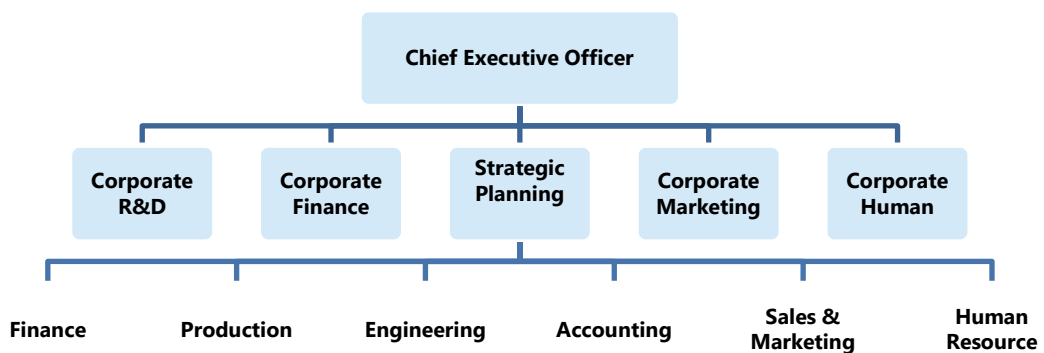 Chief Executive Officer
Corporate
R&D
Corporate
Finance
Strategic
Planning
Corporate
Marketing
Corporate
Human
Finance
Production
Engineering
Accounting
Sales &
Marketing
Human
Resource